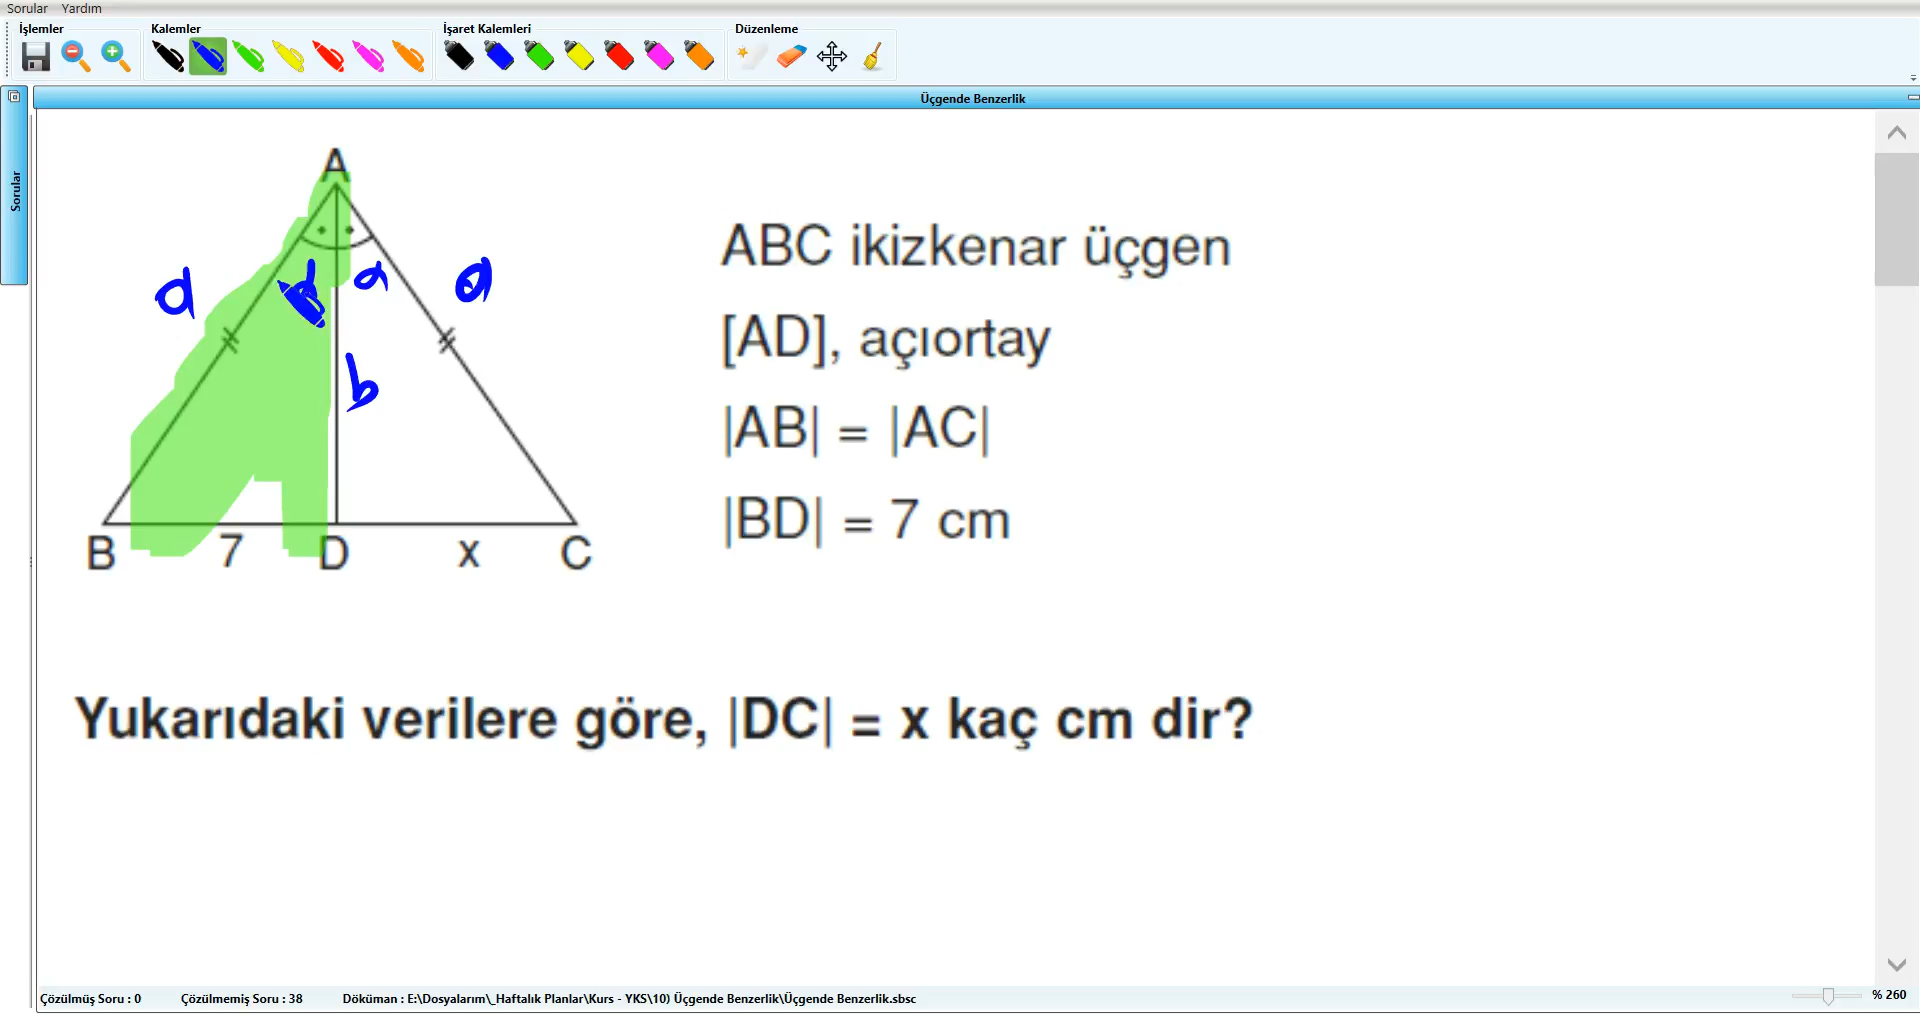 Sorular Yardım
İşlemler Kalemler İşaret Kalemleri Düzenleme
Üçgende Benzerlik
Sorular
A
a
a
b
B 7 D x C
ABC ikizkenar üçgen
[AD], açıortay
|AB| = |AC|
|BD| = 7 cm
Yukarıdaki verilere göre, |DC| = x kaç cm dir?
Çözülmüş Soru : 0 Çözülmemiş Soru : 38 Döküman : E:\Dosyalarım\_Haftalık Planlar\Kurs - YKS\10) Üçgende Benzerlik\Üçgende Benzerlik.sbsc % 260